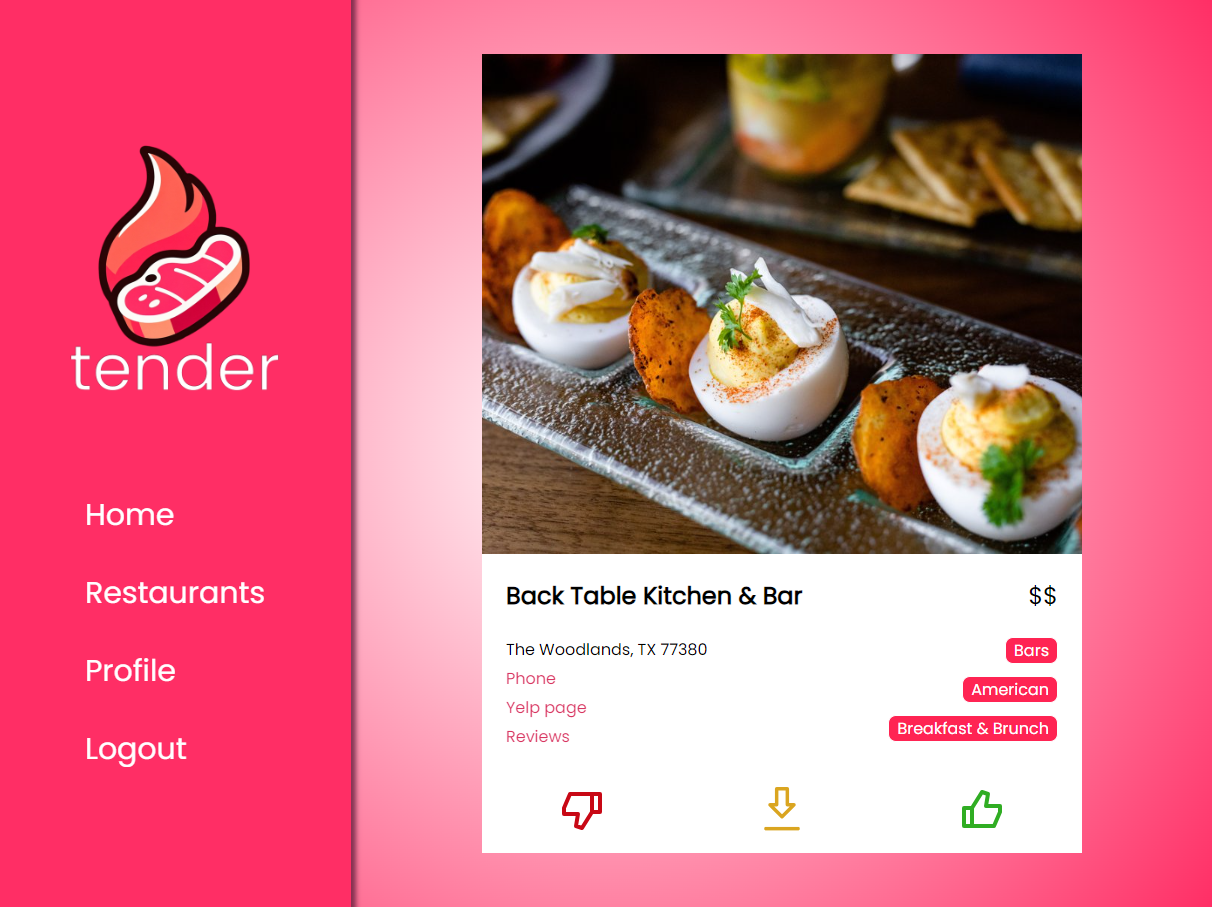 tender
Home
Restaurants
Profile
Logout
Back Table Kitchen & Bar
$$
The Woodlands, TX 77380
Phone
Yelp page
Reviews
Bars
American
Breakfast & Brunch